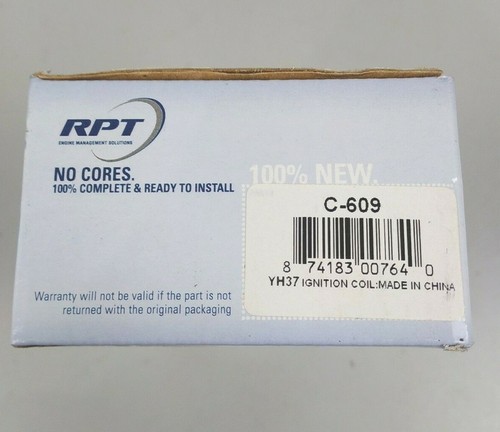 RPT
ENGINE MANAGEMENT SOLUTIONS
NO CORES.
100% COMPLETE & READY TO INSTALL
100% NEW.
C-609
8 74183 00764 0
YH37 IGNITION COIL:MADE IN CHINA
Warranty will not be valid if the part is not
returned with the original packaging